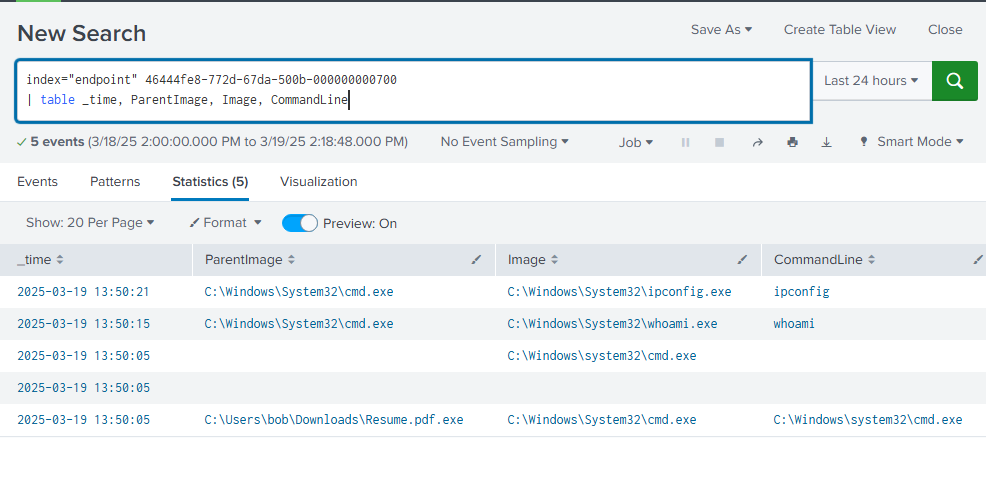 New Search
Save As Create Table View Close
index="endpoint" 46444fe8-772d-67da-500b-000000000700
| table _time, ParentImage, Image, CommandLine
Last 24 hours
5 events (3/18/25 2:00:00.000 PM to 3/19/25 2:18:48.000 PM) No Event Sampling Job Smart Mode
Events Patterns Statistics (5) Visualization
Show: 20 Per Page Format Preview: On
_time ParentImage Image CommandLine
2025-03-19 13:50:21 C:\Windows\System32\cmd.exe C:\Windows\System32\ipconfig.exe ipconfig
2025-03-19 13:50:15 C:\Windows\System32\cmd.exe C:\Windows\System32\whoami.exe whoami
2025-03-19 13:50:05 C:\Windows\system32\cmd.exe
2025-03-19 13:50:05
2025-03-19 13:50:05 C:\Users\bob\Downloads\Resume.pdf.exe C:\Windows\System32\cmd.exe C:\Windows\system32\cmd.exe